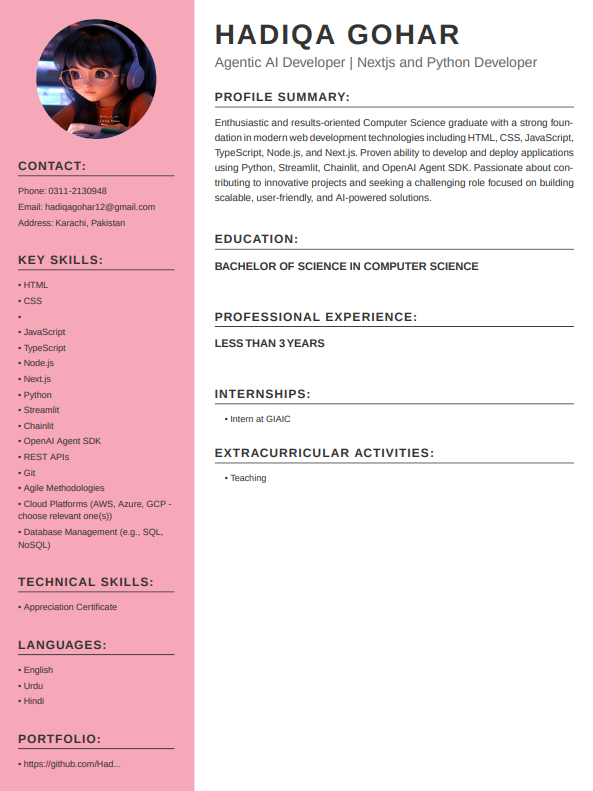 HADIQA GOHAR
Agentic AI Developer | Nextjs and Python Developer
CONTACT:
Phone: 0311-2130948
Email: hadiqagohar12@gmail.com
Address: Karachi, Pakistan
KEY SKILLS:
• HTML
• CSS
•
• JavaScript
• TypeScript
• Node.js
• Next.js
• Python
• Streamlit
• Chainlit
• OpenAI Agent SDK
• REST APIs
• Git
• Agile Methodologies
• Cloud Platforms (AWS, Azure, GCP -
choose relevant one(s))
• Database Management (e.g., SQL,
NoSQL)
TECHNICAL SKILLS:
• Appreciation Certificate
LANGUAGES:
• English
• Urdu
• Hindi
PORTFOLIO:
• https://github.com/Had...
PROFILE SUMMARY:
Enthusiastic and results-oriented Computer Science graduate with a strong foun-
dation in modern web development technologies including HTML, CSS, JavaScript,
TypeScript, Node.js, and Next.js. Proven ability to develop and deploy applications
using Python, Streamlit, Chainlit, and OpenAI Agent SDK. Passionate about con-
tributing to innovative projects and seeking a challenging role focused on building
scalable, user-friendly, and AI-powered solutions.
EDUCATION:
BACHELOR OF SCIENCE IN COMPUTER SCIENCE
PROFESSIONAL EXPERIENCE:
LESS THAN 3 YEARS
INTERNSHIPS:
• Intern at GIAIC
EXTRACURRICULAR ACTIVITIES:
• Teaching